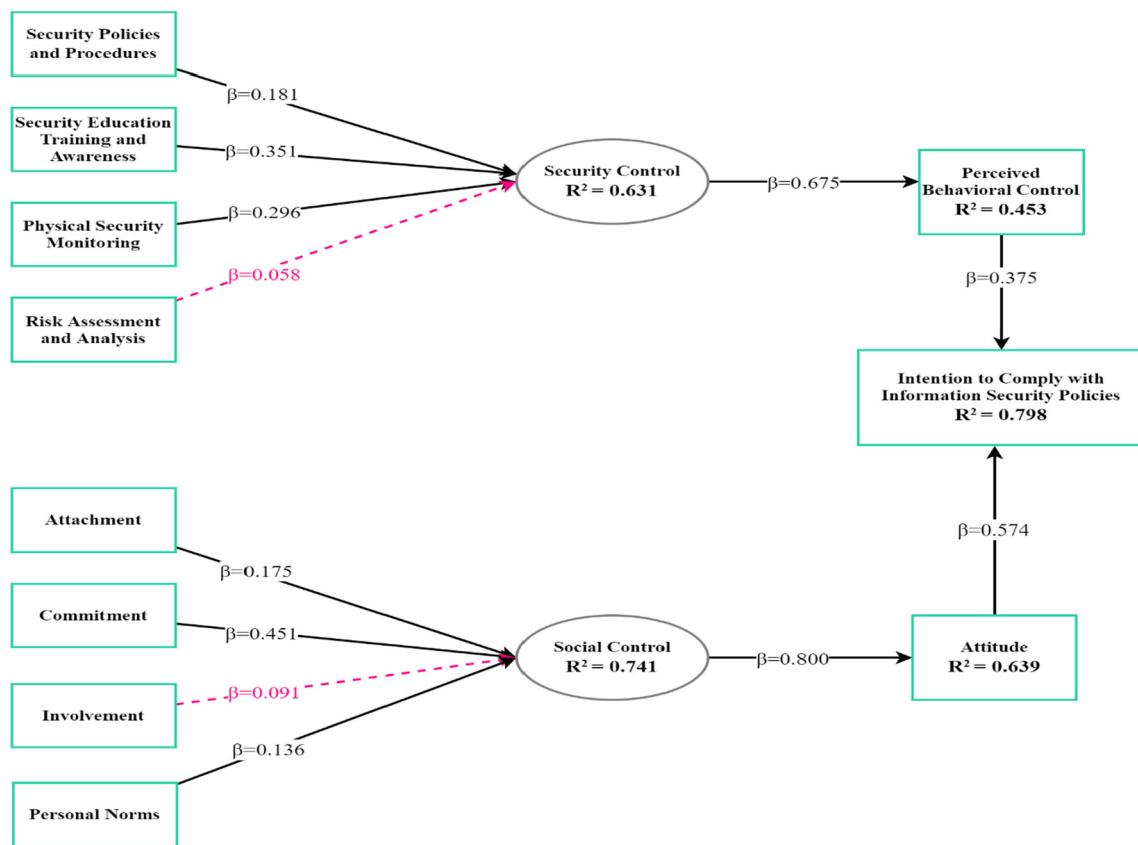 Security Policies
and Procedures
β=0.181
Security Education
Training and
Awareness
β=0.351
Physical Security
Monitoring
β=0.296
β=0.058
Risk Assessment
and Analysis
Security Control
R² = 0.631
β=0.675
Perceived
Behavioral Control
R² = 0.453
β=0.375
Intention to Comply with
Information Security Policies
R² = 0.798
β=0.574
Attachment
β=0.175
Commitment
β=0.451
Involvement
β=0.091
β=0.136
Personal Norms
Social Control
R² = 0.741
β=0.800
Attitude
R² = 0.639